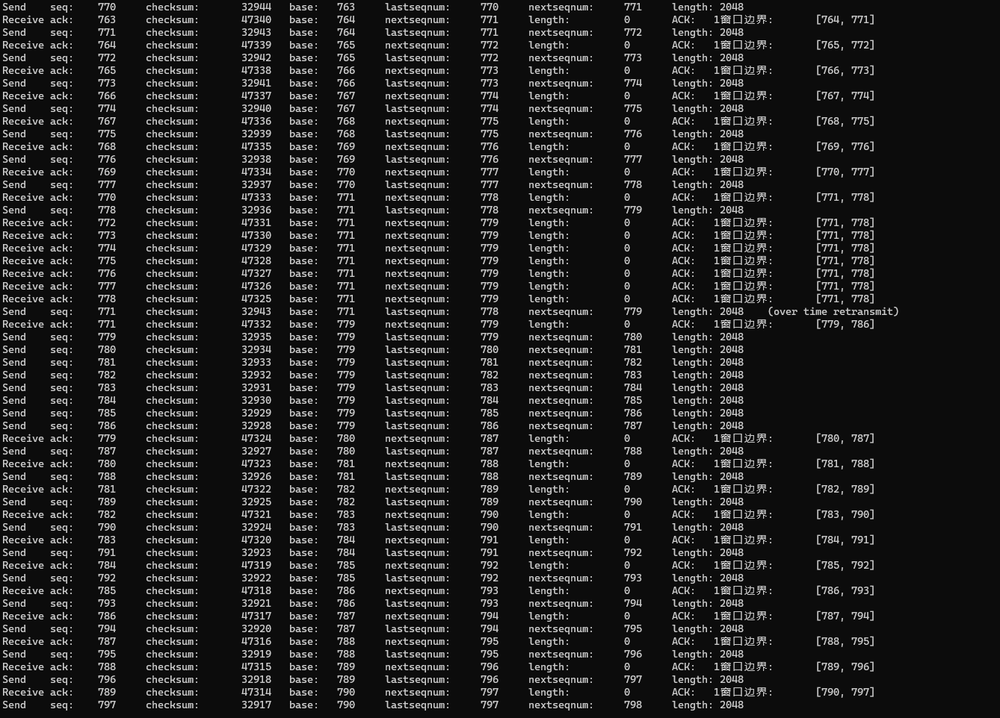 Send seq: 770 checksum: 32944 base: 763 lastseqnum: 770 nextseqnum: 771 length: 2048
Receive ack: 763 checksum: 47340 base: 764 nextseqnum: 771 length: 0 ACK: 1窗口边界: [764, 771]
Send seq: 771 checksum: 32943 base: 764 lastseqnum: 771 nextseqnum: 772 length: 2048
Receive ack: 764 checksum: 47339 base: 765 nextseqnum: 772 length: 0 ACK: 1窗口边界: [765, 772]
Send seq: 772 checksum: 32942 base: 765 lastseqnum: 772 nextseqnum: 773 length: 2048
Receive ack: 765 checksum: 47338 base: 766 nextseqnum: 773 length: 0 ACK: 1窗口边界: [766, 773]
Send seq: 773 checksum: 32941 base: 766 lastseqnum: 773 nextseqnum: 774 length: 2048
Receive ack: 766 checksum: 47337 base: 767 nextseqnum: 774 length: 0 ACK: 1窗口边界: [767, 774]
Send seq: 774 checksum: 32940 base: 767 lastseqnum: 774 nextseqnum: 775 length: 2048
Receive ack: 767 checksum: 47336 base: 768 nextseqnum: 775 length: 0 ACK: 1窗口边界: [768, 775]
Send seq: 775 checksum: 32939 base: 768 lastseqnum: 775 nextseqnum: 776 length: 2048
Receive ack: 768 checksum: 47335 base: 769 nextseqnum: 776 length: 0 ACK: 1窗口边界: [769, 776]
Send seq: 776 checksum: 32938 base: 769 lastseqnum: 776 nextseqnum: 777 length: 2048
Receive ack: 769 checksum: 47334 base: 770 nextseqnum: 777 length: 0 ACK: 1窗口边界: [770, 777]
Send seq: 777 checksum: 32937 base: 770 lastseqnum: 777 nextseqnum: 778 length: 2048
Receive ack: 770 checksum: 47333 base: 771 nextseqnum: 778 length: 0 ACK: 1窗口边界: [771, 778]
Send seq: 778 checksum: 32936 base: 771 lastseqnum: 778 nextseqnum: 779 length: 2048
Receive ack: 772 checksum: 47331 base: 771 nextseqnum: 779 length: 0 ACK: 1窗口边界: [771, 778]
Receive ack: 773 checksum: 47330 base: 771 nextseqnum: 779 length: 0 ACK: 1窗口边界: [771, 778]
Receive ack: 774 checksum: 47329 base: 771 nextseqnum: 779 length: 0 ACK: 1窗口边界: [771, 778]
Receive ack: 775 checksum: 47328 base: 771 nextseqnum: 779 length: 0 ACK: 1窗口边界: [771, 778]
Receive ack: 776 checksum: 47327 base: 771 nextseqnum: 779 length: 0 ACK: 1窗口边界: [771, 778]
Receive ack: 777 checksum: 47326 base: 771 nextseqnum: 779 length: 0 ACK: 1窗口边界: [771, 778]
Receive ack: 778 checksum: 47325 base: 771 nextseqnum: 779 length: 0 ACK: 1窗口边界: [771, 778]
Send seq: 771 checksum: 32943 base: 771 lastseqnum: 778 nextseqnum: 779 length: 2048 (over time retransmit)
Receive ack: 771 checksum: 47332 base: 779 nextseqnum: 779 length: 0 ACK: 1窗口边界: [779, 786]
Send seq: 779 checksum: 32935 base: 779 lastseqnum: 779 nextseqnum: 780 length: 2048
Send seq: 780 checksum: 32934 base: 779 lastseqnum: 780 nextseqnum: 781 length: 2048
Send seq: 781 checksum: 32933 base: 779 lastseqnum: 781 nextseqnum: 782 length: 2048
Send seq: 782 checksum: 32932 base: 779 lastseqnum: 782 nextseqnum: 783 length: 2048
Send seq: 783 checksum: 32931 base: 779 lastseqnum: 783 nextseqnum: 784 length: 2048
Send seq: 784 checksum: 32930 base: 779 lastseqnum: 784 nextseqnum: 785 length: 2048
Send seq: 785 checksum: 32929 base: 779 lastseqnum: 785 nextseqnum: 786 length: 2048
Send seq: 786 checksum: 32928 base: 779 lastseqnum: 786 nextseqnum: 787 length: 2048
Receive ack: 779 checksum: 47324 base: 780 nextseqnum: 787 length: 0 ACK: 1窗口边界: [780, 787]
Send seq: 787 checksum: 32927 base: 780 lastseqnum: 787 nextseqnum: 788 length: 2048
Receive ack: 780 checksum: 47323 base: 781 nextseqnum: 788 length: 0 ACK: 1窗口边界: [781, 788]
Send seq: 788 checksum: 32926 base: 781 lastseqnum: 788 nextseqnum: 789 length: 2048
Receive ack: 781 checksum: 47322 base: 782 nextseqnum: 789 length: 0 ACK: 1窗口边界: [782, 789]
Send seq: 789 checksum: 32925 base: 782 lastseqnum: 789 nextseqnum: 790 length: 2048
Receive ack: 782 checksum: 47321 base: 783 nextseqnum: 790 length: 0 ACK: 1窗口边界: [783, 790]
Send seq: 790 checksum: 32924 base: 783 lastseqnum: 790 nextseqnum: 791 length: 2048
Receive ack: 783 checksum: 47320 base: 784 nextseqnum: 791 length: 0 ACK: 1窗口边界: [784, 791]
Send seq: 791 checksum: 32923 base: 784 lastseqnum: 791 nextseqnum: 792 length: 2048
Receive ack: 784 checksum: 47319 base: 785 nextseqnum: 792 length: 0 ACK: 1窗口边界: [785, 792]
Send seq: 792 checksum: 32922 base: 785 lastseqnum: 792 nextseqnum: 793 length: 2048
Receive ack: 785 checksum: 47318 base: 786 nextseqnum: 793 length: 0 ACK: 1窗口边界: [786, 793]
Send seq: 793 checksum: 32921 base: 786 lastseqnum: 793 nextseqnum: 794 length: 2048
Receive ack: 786 checksum: 47317 base: 787 nextseqnum: 794 length: 0 ACK: 1窗口边界: [787, 794]
Send seq: 794 checksum: 32920 base: 787 lastseqnum: 794 nextseqnum: 795 length: 2048
Receive ack: 787 checksum: 47316 base: 788 nextseqnum: 795 length: 0 ACK: 1窗口边界: [788, 795]
Send seq: 795 checksum: 32919 base: 788 lastseqnum: 795 nextseqnum: 796 length: 2048
Receive ack: 788 checksum: 47315 base: 789 nextseqnum: 796 length: 0 ACK: 1窗口边界: [789, 796]
Send seq: 796 checksum: 32918 base: 789 lastseqnum: 796 nextseqnum: 797 length: 2048
Receive ack: 789 checksum: 47314 base: 790 nextseqnum: 797 length: 0 ACK: 1窗口边界: [790, 797]
Send seq: 797 checksum: 32917 base: 790 lastseqnum: 797 nextseqnum: 798 length: 2048